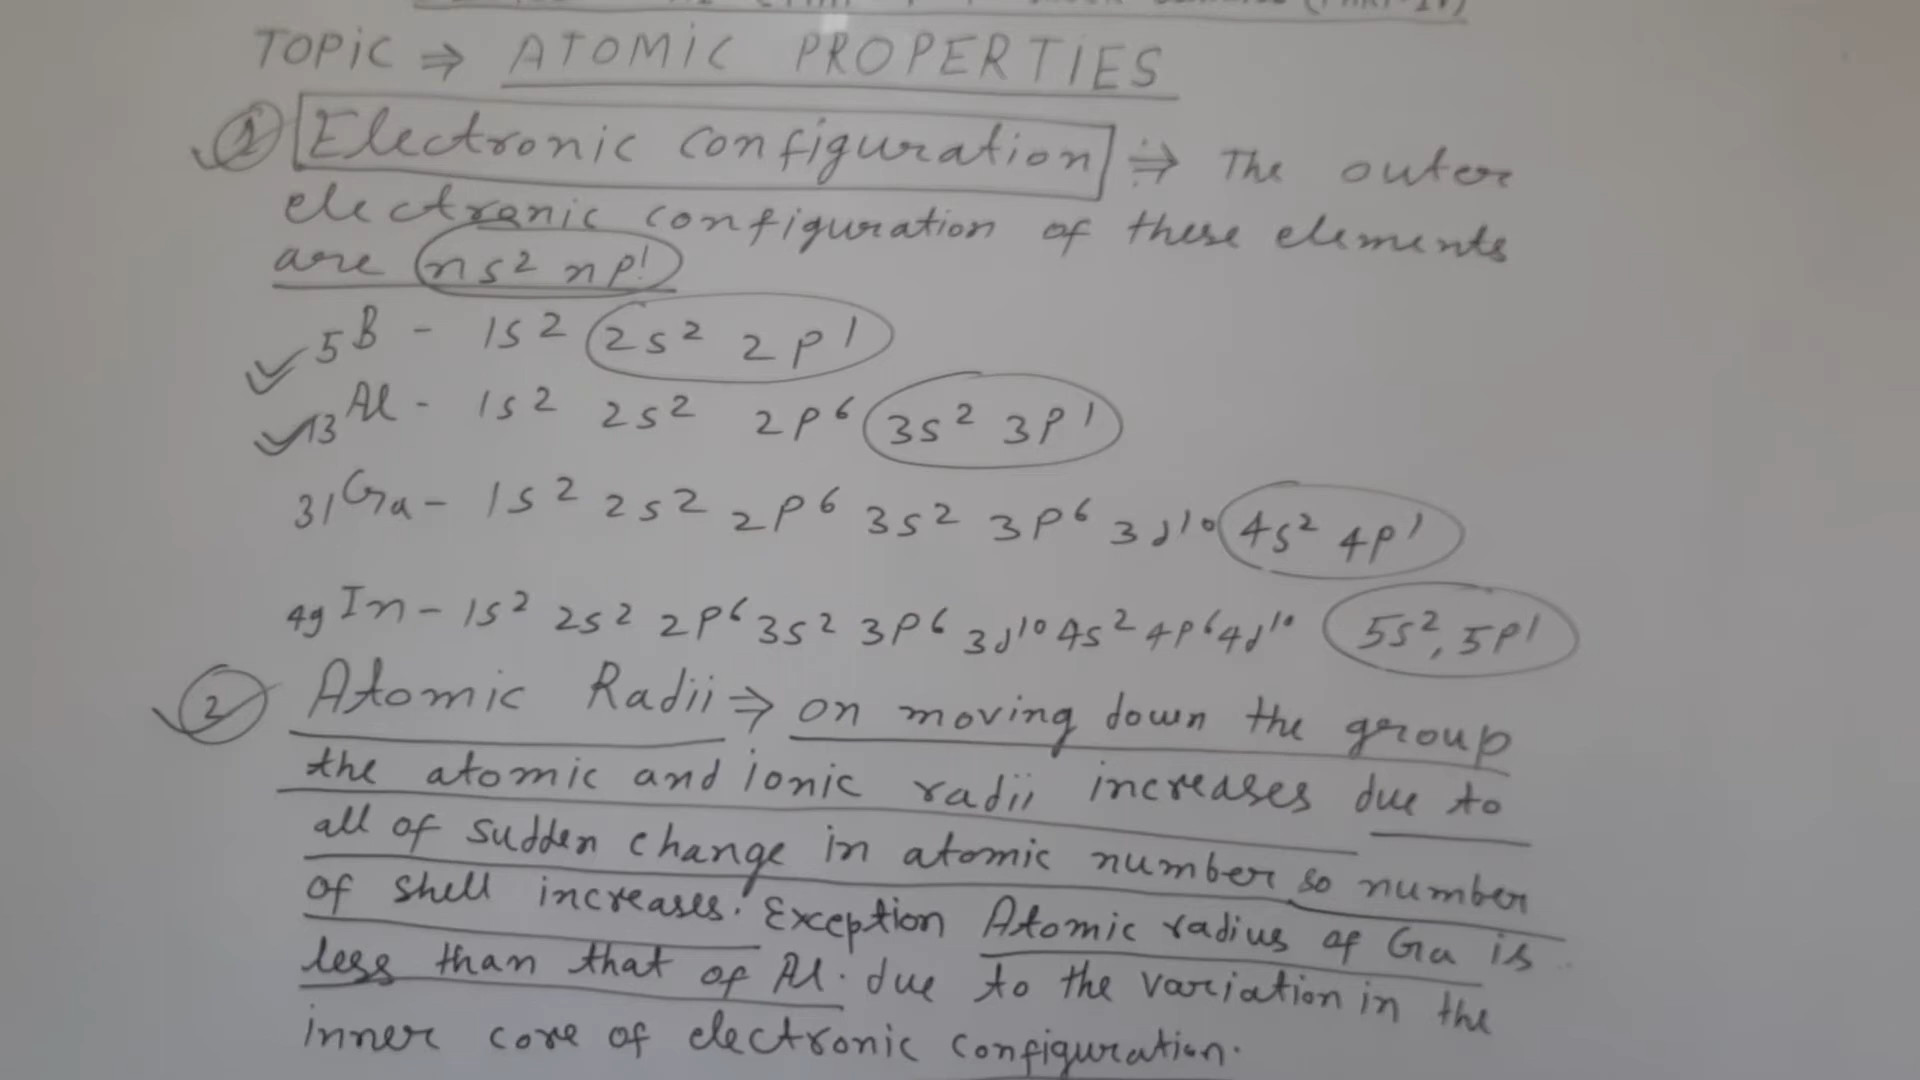 (PART-IV)
TOPIC ⇒ ATOMIC PROPERTIES
① Electronic configuration ⇒ The outer
electronic configuration of these elements
are ns² np¹
₅B - 1s² 2s² 2p¹
₁₃Al - 1s² 2s² 2p⁶ 3s² 3p¹
₃₁Ga - 1s² 2s² 2p⁶ 3s² 3p⁶ 3d¹⁰ 4s² 4p¹
₄₉In - 1s² 2s² 2p⁶ 3s² 3p⁶ 3d¹⁰ 4s² 4p⁶ 4d¹⁰ 5s², 5p¹
② Atomic Radii ⇒ on moving down the group
the atomic and ionic radii increases due to
all of sudden change in atomic number so number
of shell increases. Exception Atomic radius of Ga is
less than that of Al. due to the variation in the
inner core of electronic configuration.